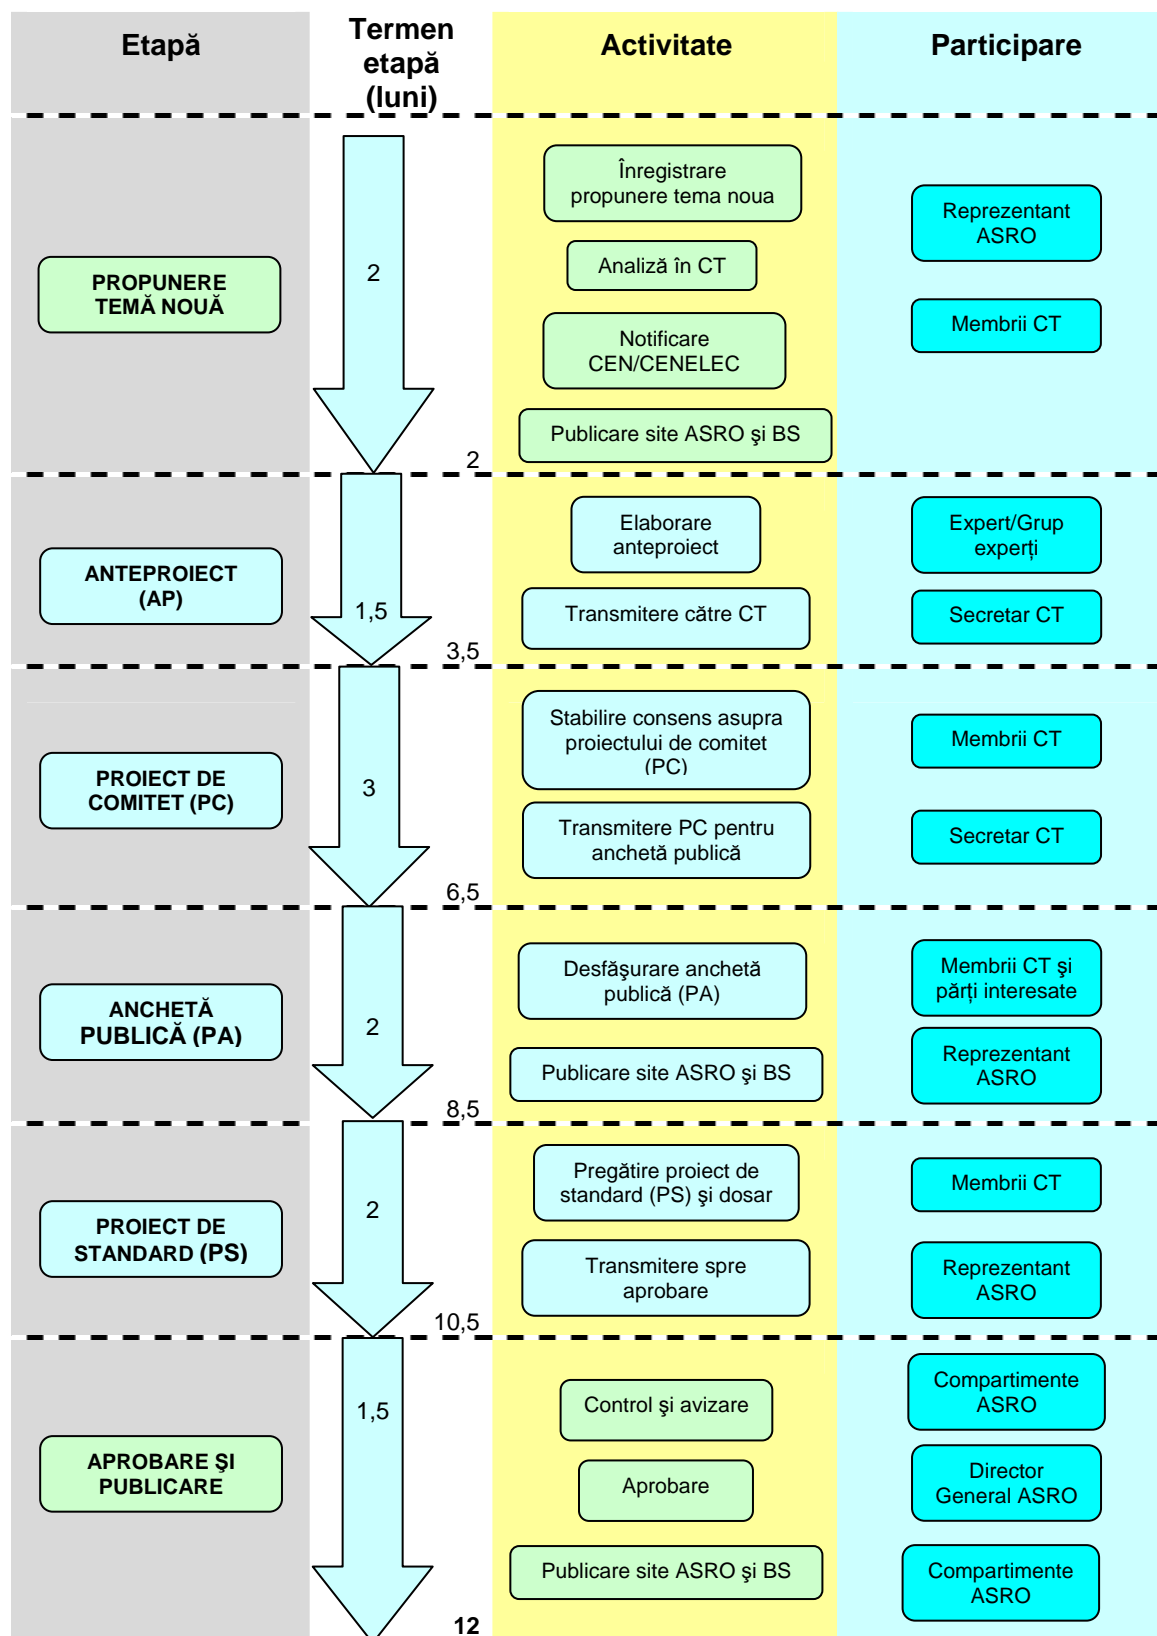 Etapă
Termen
etapă
(luni)
Activitate
Participare
PROPUNERE
TEMĂ NOUĂ
2
Înregistrare
propunere tema noua
Analiză în CT
Notificare
CEN/CENELEC
Publicare site ASRO şi BS
Reprezentant
ASRO
Membrii CT
2
ANTEPROIECT
(AP)
1,5
Elaborare
anteproiect
Transmitere către CT
Expert/Grup
experţi
Secretar CT
3,5
PROIECT DE
COMITET (PC)
3
Stabilire consens asupra
proiectului de comitet
(PC)
Transmitere PC pentru
anchetă publică
Membrii CT
Secretar CT
6,5
ANCHETĂ
PUBLICĂ (PA)
2
Desfăşurare anchetă
publică (PA)
Publicare site ASRO şi BS
Membrii CT şi
părţi interesate
Reprezentant
ASRO
8,5
PROIECT DE
STANDARD (PS)
2
Pregătire proiect de
standard (PS) şi dosar
Transmitere spre
aprobare
Membrii CT
Reprezentant
ASRO
10,5
APROBARE ŞI
PUBLICARE
1,5
Control şi avizare
Aprobare
Publicare site ASRO şi BS
Compartimente
ASRO
Director
General ASRO
Compartimente
ASRO
12